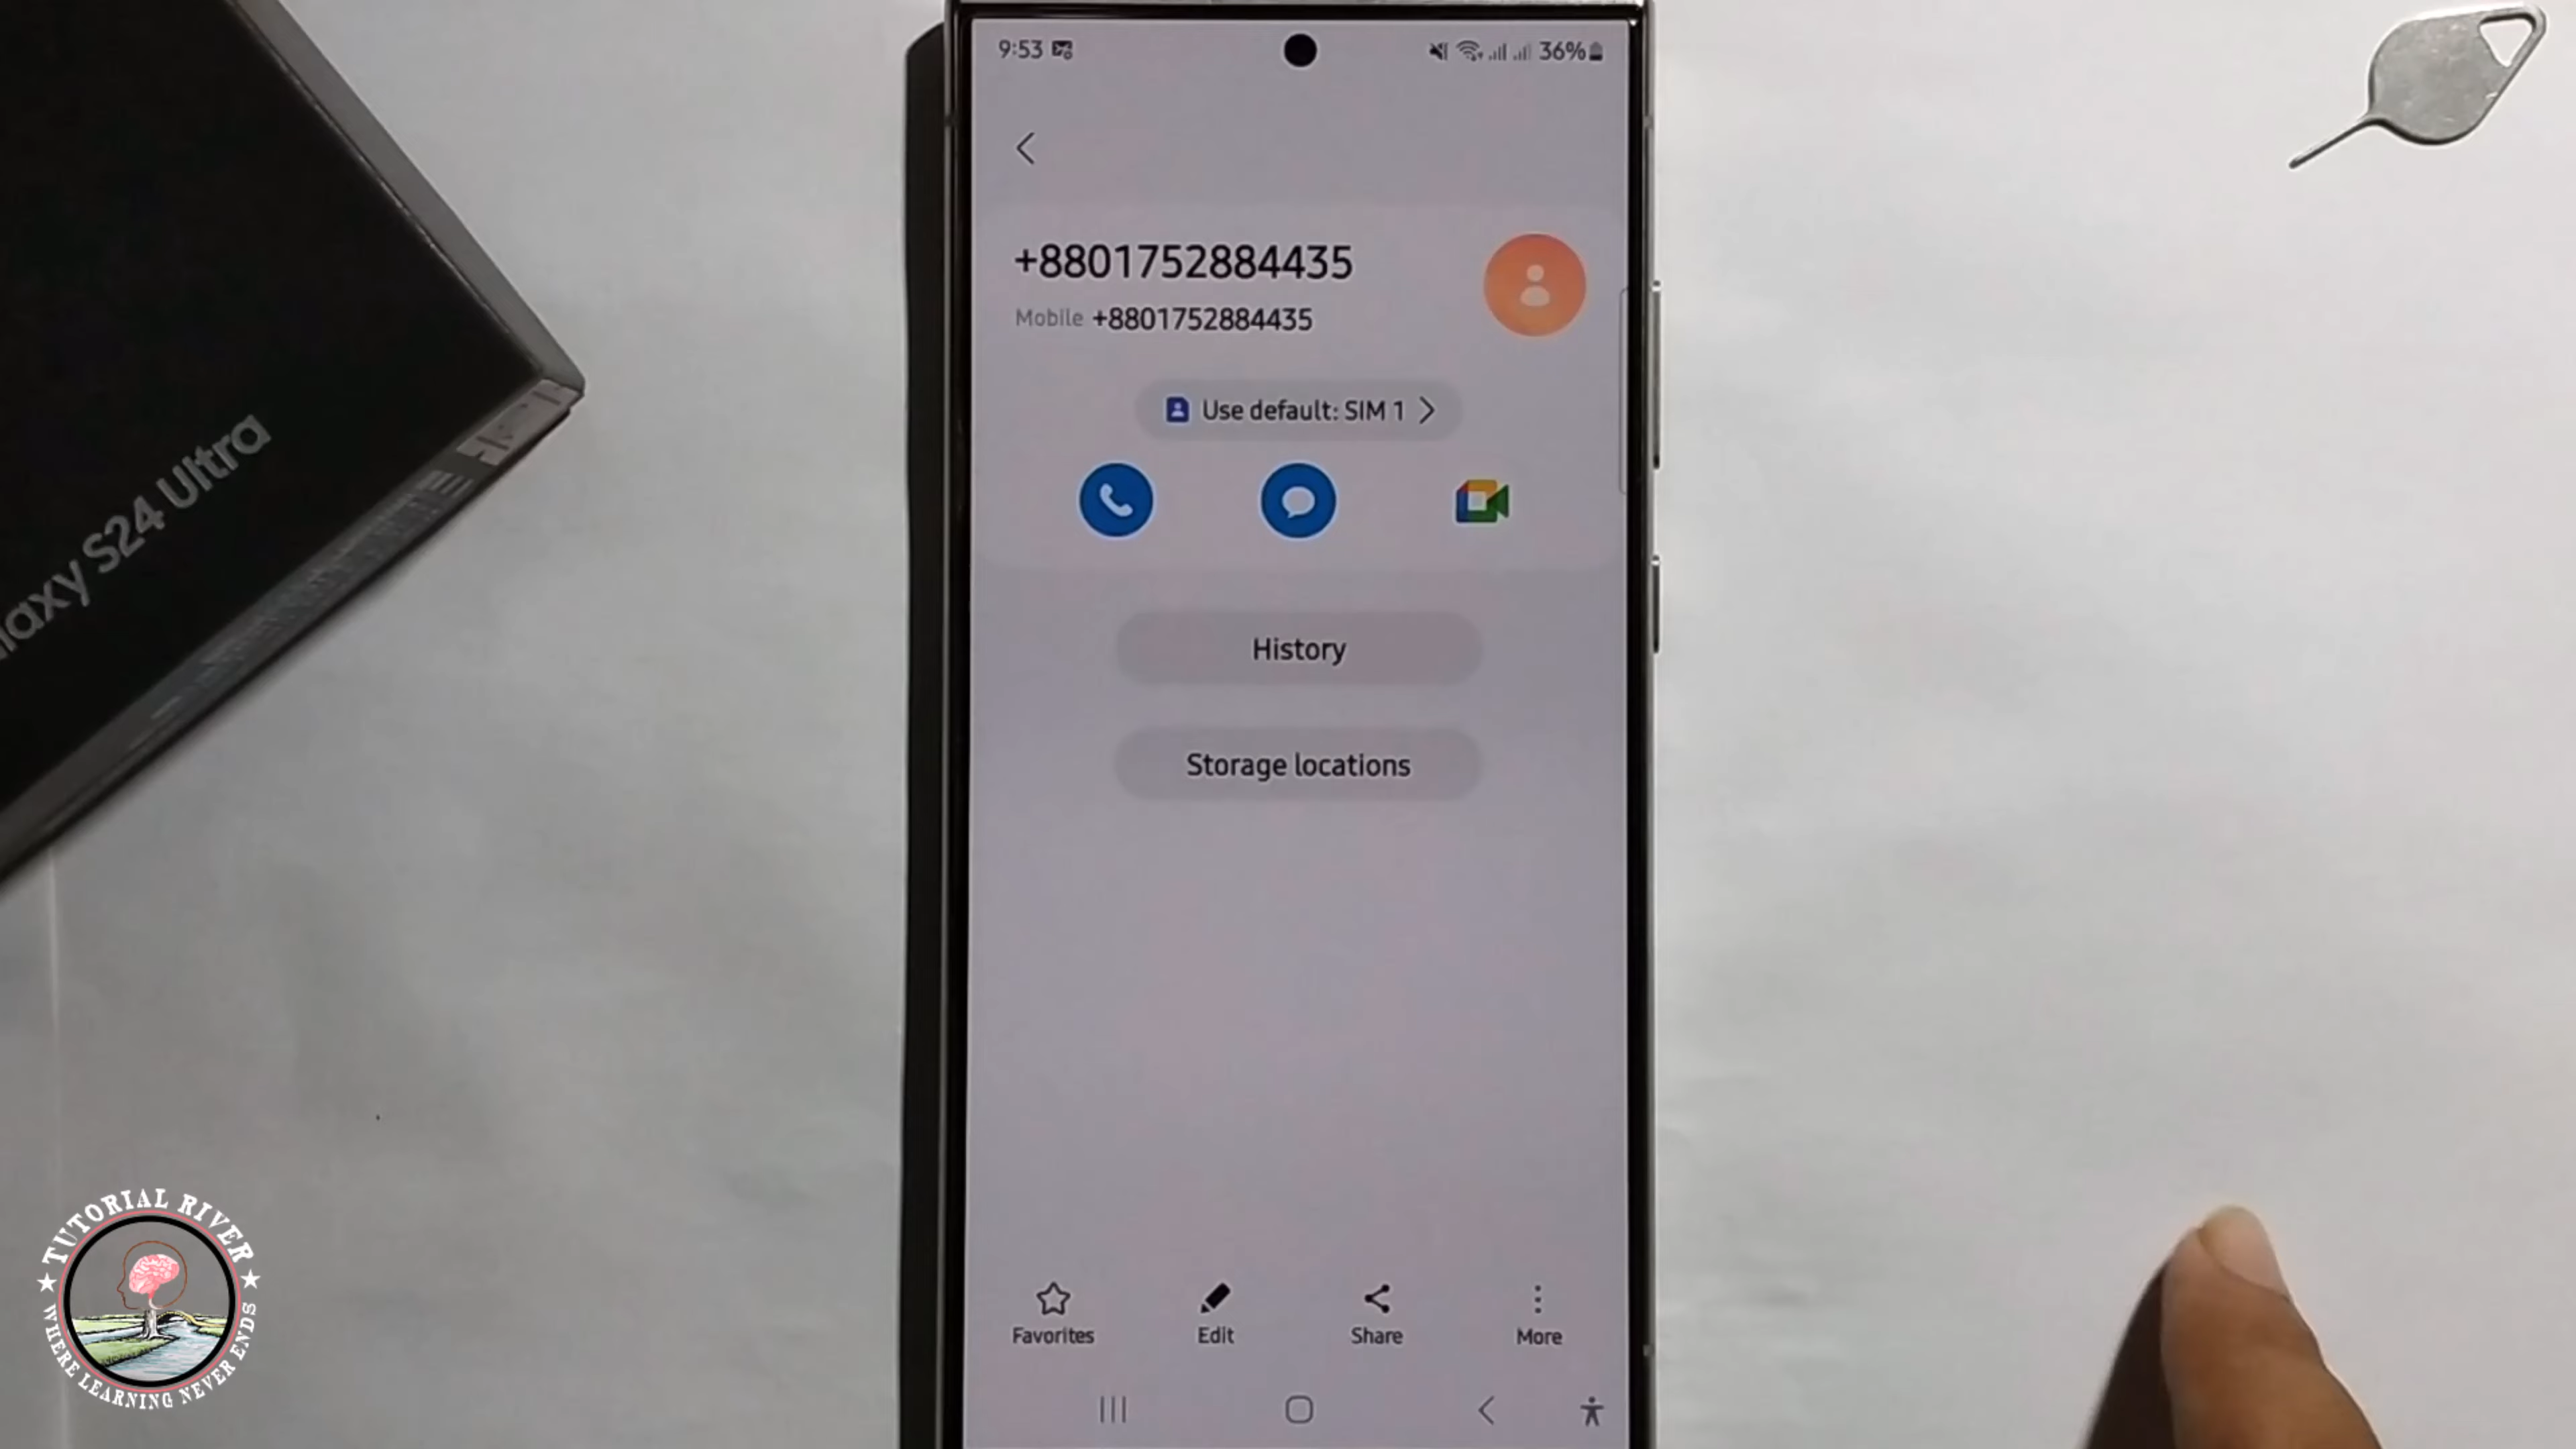 9:53
36%
+8801752884435
Mobile +8801752884435
Use default: SIM 1
History
Storage locations
Favorites
Edit
Share
More
laxy S24 Ultra
TUTORIAL RIVER
WHERE LEARNING NEVER ENDS